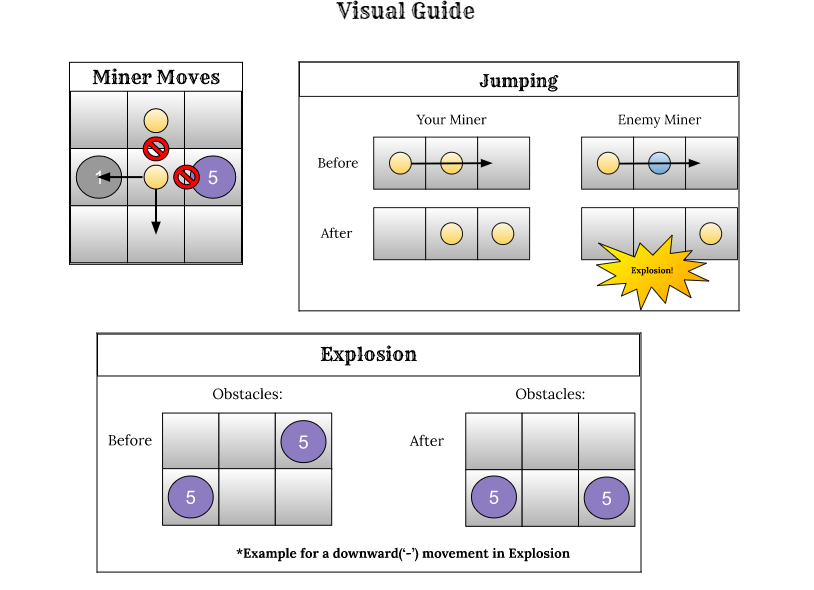 Visual Guide
Miner Moves
1
5
Jumping
Your Miner
Enemy Miner
Before
After
Explosion!
Explosion
Obstacles:
Obstacles:
Before
5
5
After
5
5
*Example for a downward('-') movement in Explosion